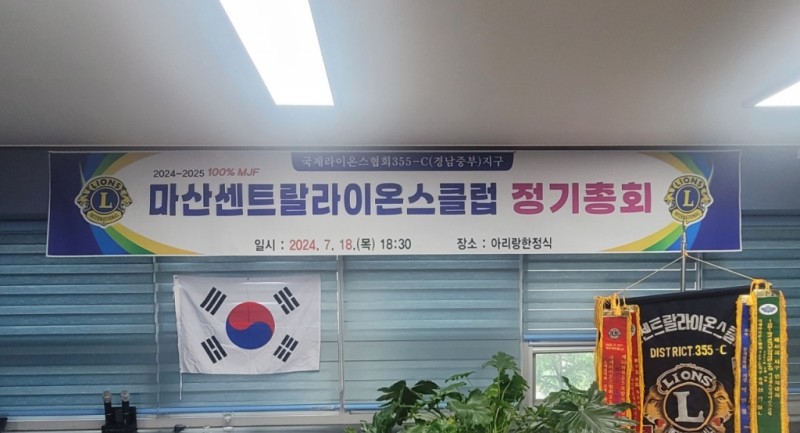 국제라이온스협회355-C(경남중부)지구
2024-2025 100% MJF
마산센트랄라이온스클럽 정기총회
LIONS
L
INTERNATIONAL
LIONS
L
INTERNATIONAL
일시 : 2024. 7. 18.(목) 18:30 장소 : 아리랑한정식
센트랄라이온스클
DISTRICT.355-C
LIONS
L